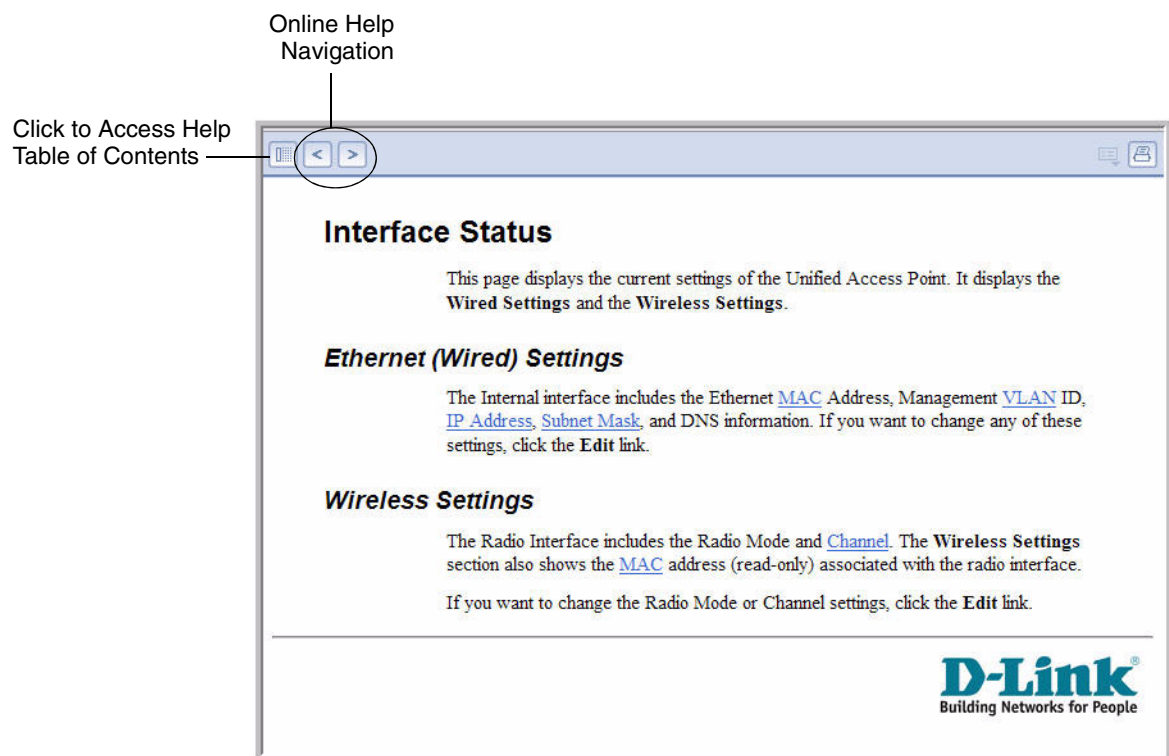 Online Help
Navigation
Click to Access Help
Table of Contents
< >
Interface Status
This page displays the current settings of the Unified Access Point. It displays the
Wired Settings and the Wireless Settings.
Ethernet (Wired) Settings
The Internal interface includes the Ethernet MAC Address, Management VLAN ID,
IP Address, Subnet Mask, and DNS information. If you want to change any of these
settings, click the Edit link.
Wireless Settings
The Radio Interface includes the Radio Mode and Channel. The Wireless Settings
section also shows the MAC address (read-only) associated with the radio interface.
If you want to change the Radio Mode or Channel settings, click the Edit link.
D-Link®
Building Networks for People